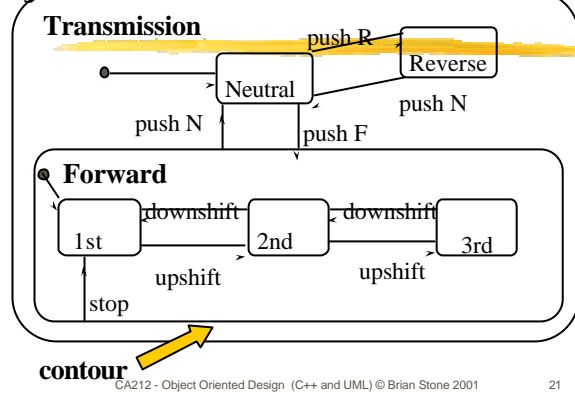 Transmission
push R
Reverse
Neutral
push N
push N
push F
Forward
downshift
downshift
1st
2nd
3rd
upshift
upshift
stop
contour
CA212 - Object Oriented Design (C++ and UML) © Brian Stone 2001
21